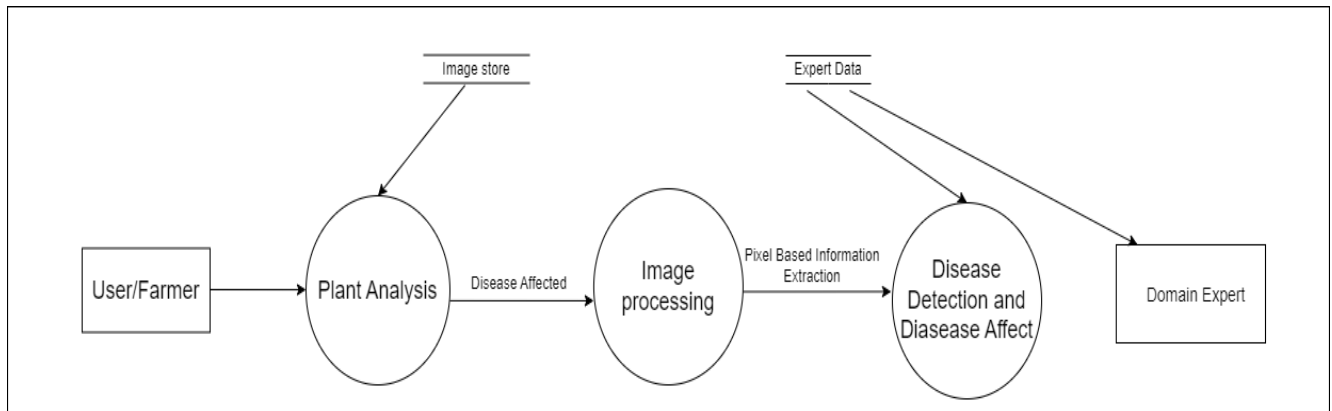 Image store
Expert Data
User/Farmer
Plant Analysis
Disease Affected
Image
processing
Pixel Based Information
Extraction
Disease
Detection and
Diasease Affect
Domain Expert